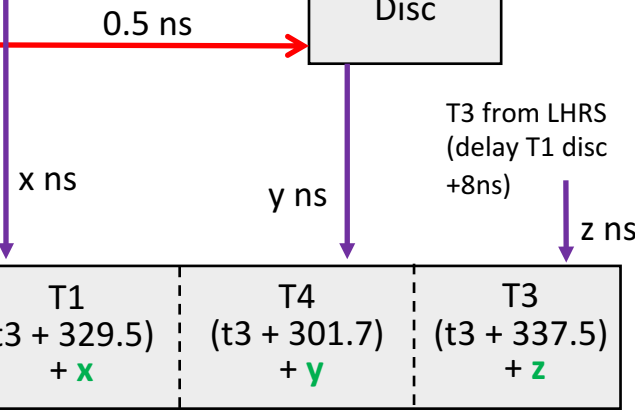 Disc
0.5 ns
T3 from LHRS
(delay T1 disc
+8ns)
x ns
y ns
z ns
T1
t3 + 329.5)
+ x
T4
(t3 + 301.7)
+ y
T3
(t3 + 337.5)
+ z